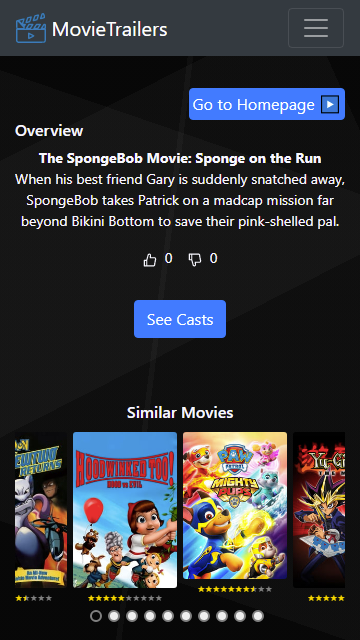 MovieTrailers
Go to Homepage
Overview
The SpongeBob Movie: Sponge on the Run
When his best friend Gary is suddenly snatched away,
SpongeBob takes Patrick on a madcap mission far
beyond Bikini Bottom to save their pink-shelled pal.
0 0
See Casts
Similar Movies
RETURNS
HOODWINKED TOO!
HOOD VS EVIL
PAW
PATROL
MIGHTY
PUPS
YU-GI